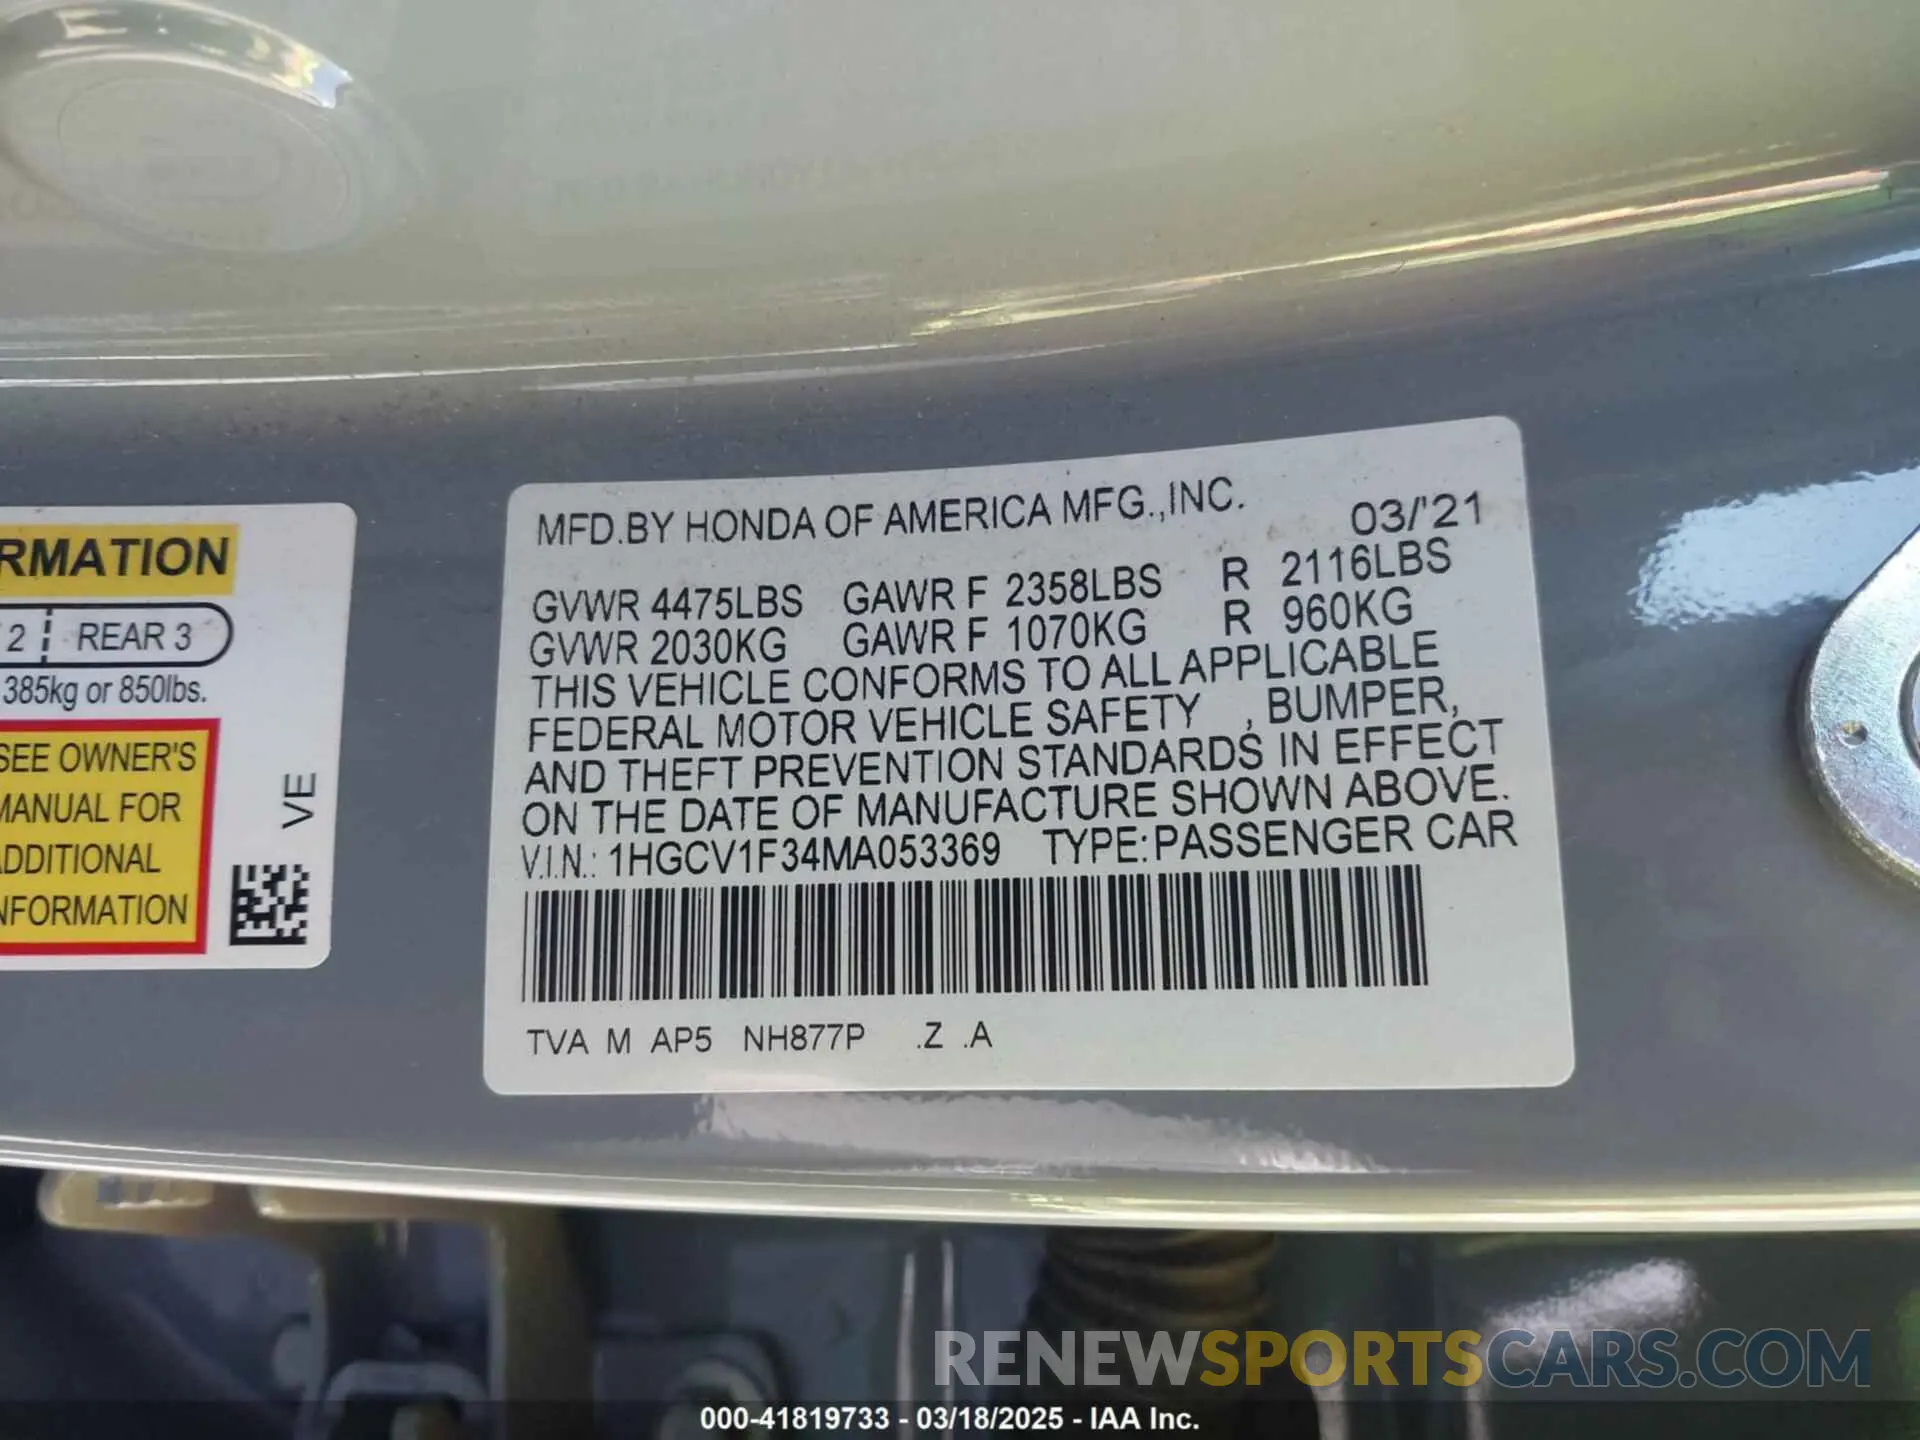 RMATION
2 REAR 3
385kg or 850lbs.
SEE OWNER'S
MANUAL FOR
ADDITIONAL
INFORMATION
VE
MFD.BY HONDA OF AMERICA MFG.,INC. 03/'21
GVWR 4475LBS GAWR F 2358LBS R 2116LBS
GVWR 2030KG GAWR F 1070KG R 960KG
THIS VEHICLE CONFORMS TO ALL APPLICABLE
FEDERAL MOTOR VEHICLE SAFETY , BUMPER,
AND THEFT PREVENTION STANDARDS IN EFFECT
ON THE DATE OF MANUFACTURE SHOWN ABOVE.
V.I.N.: 1HGCV1F34MA053369 TYPE:PASSENGER CAR
TVA M AP5 NH877P .Z .A
RENEWSPORTSCARS.COM
000-41819733 - 03/18/2025 - IAA Inc.